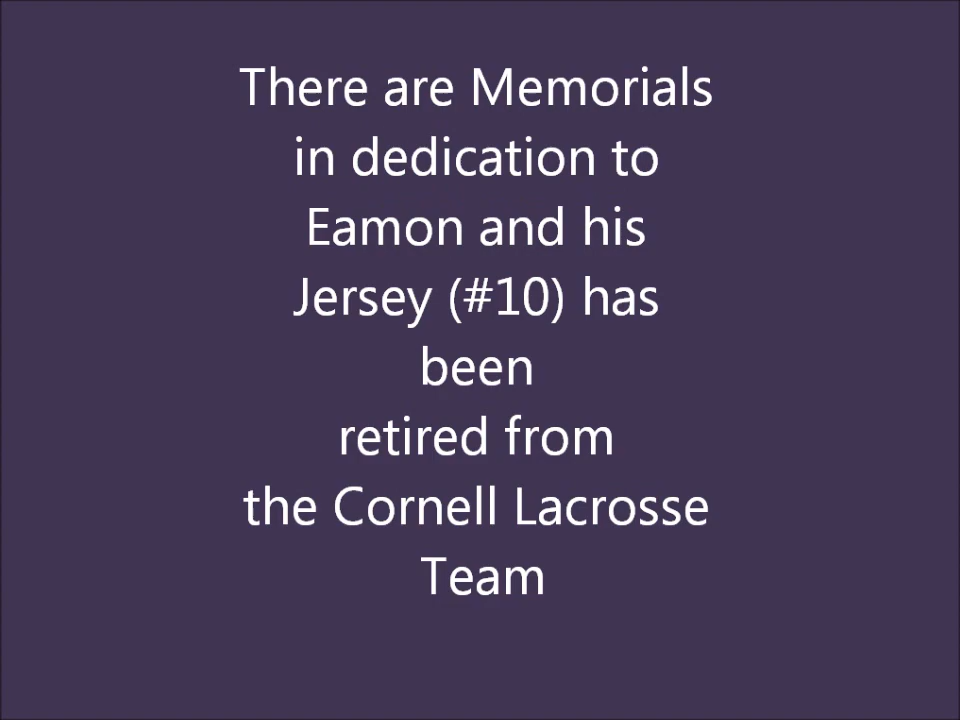 There are Memorials
in dedication to
Eamon and his
Jersey (#10) has
been
retired from
the Cornell Lacrosse
Team